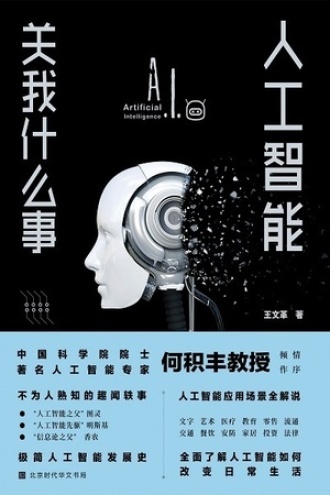 人工智能
关我什么事
A.I.
Artificial
Intelligence
王文革 著
中国科学院院士
著名人工智能专家
何积丰教授
倾情
作序
不为人熟知的趣闻轶事
“人工智能之父”图灵
“人工智能先驱”明斯基
“信息论之父”香农
极简人工智能发展史
人工智能应用场景全解说
文字 艺术 医疗 教育 零售 流通
交通 餐饮 安防 家居 投资 法律
全面了解人工智能如何
改变日常生活
北京时代华文书局